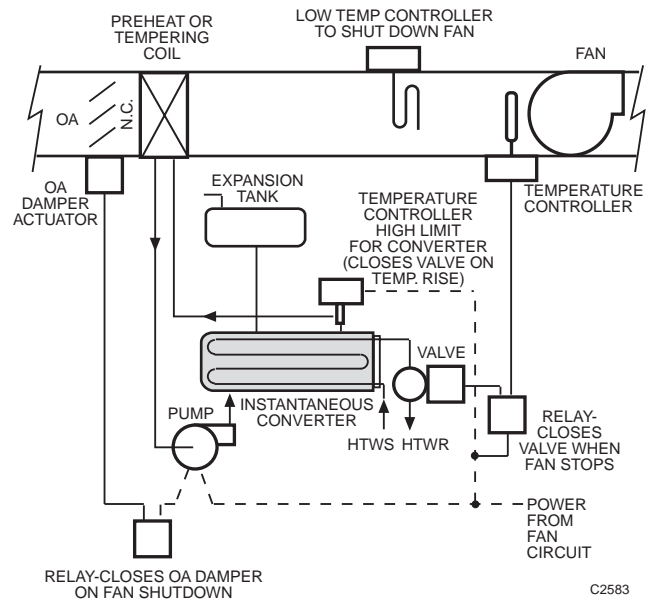 PREHEAT OR
TEMPERING
COIL
LOW TEMP CONTROLLER
TO SHUT DOWN FAN
FAN
OA
N.C.
OA
DAMPER
ACTUATOR
EXPANSION
TANK
TEMPERATURE
CONTROLLER
HIGH LIMIT
FOR CONVERTER
(CLOSES VALVE ON
TEMP. RISE)
TEMPERATURE
CONTROLLER
VALVE
PUMP
INSTANTANEOUS
CONVERTER
HTWS HTWR
RELAY-
CLOSES
VALVE WHEN
FAN STOPS
POWER
FROM
FAN
CIRCUIT
RELAY-CLOSES OA DAMPER
ON FAN SHUTDOWN
C2583